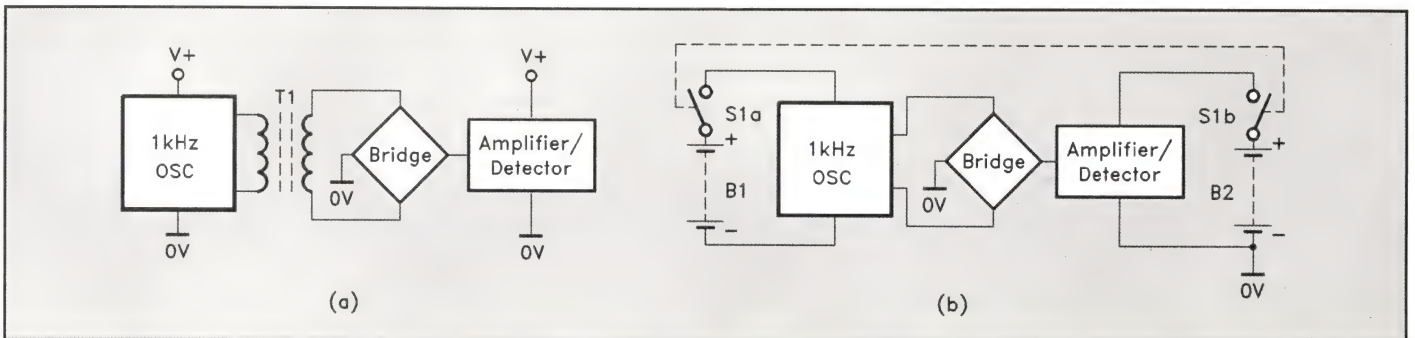 V+
T1
1kHz
OSC
0V
Bridge
0V
V+
Amplifier/
Detector
0V
(a)
S1a
+
B1
-
1kHz
OSC
Bridge
0V
Amplifier/
Detector
S1b
+
B2
-
0V
(b)